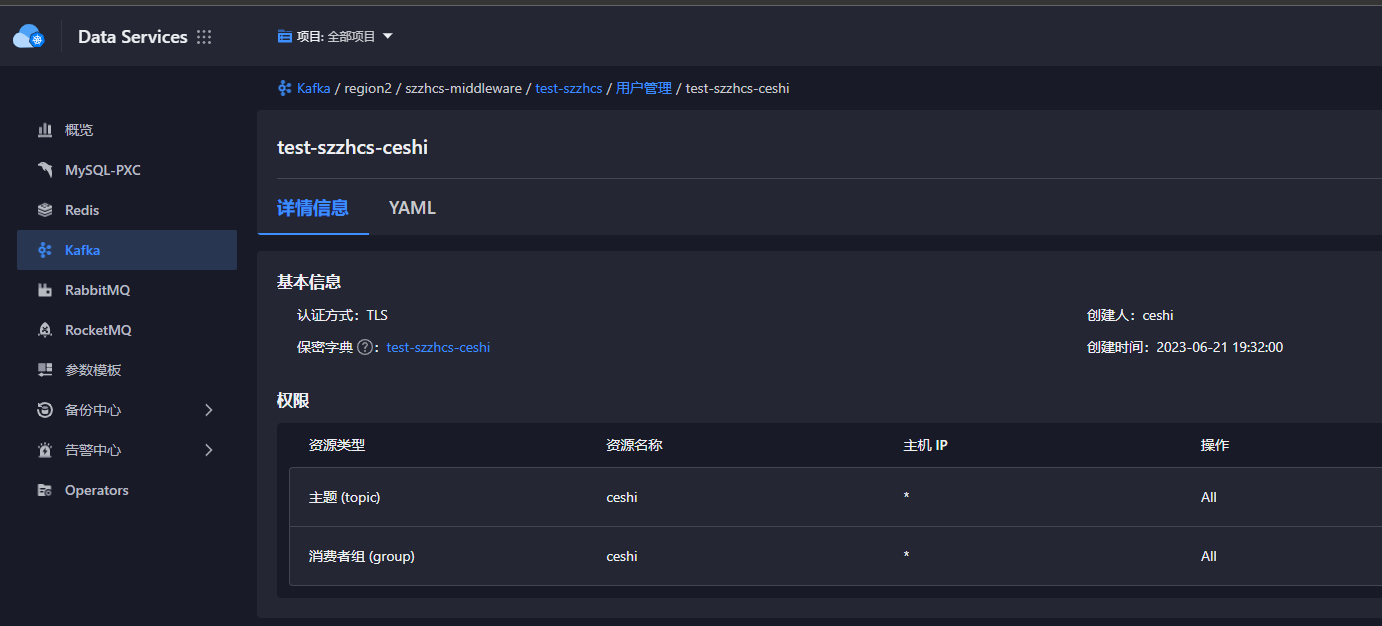 Data Services
项目: 全部项目
Kafka / region2 / szzhcs-middleware / test-szzhcs / 用户管理 / test-szzhcs-ceshi
概览
MySQL-PXC
Redis
Kafka
RabbitMQ
RocketMQ
参数模板
备份中心
告警中心
Operators
test-szzhcs-ceshi
详情信息 YAML
基本信息
认证方式: TLS 创建人: ceshi
保密字典 ?: test-szzhcs-ceshi 创建时间: 2023-06-21 19:32:00
权限
资源类型 资源名称 主机 IP 操作
主题 (topic) ceshi * All
消费者组 (group) ceshi * All